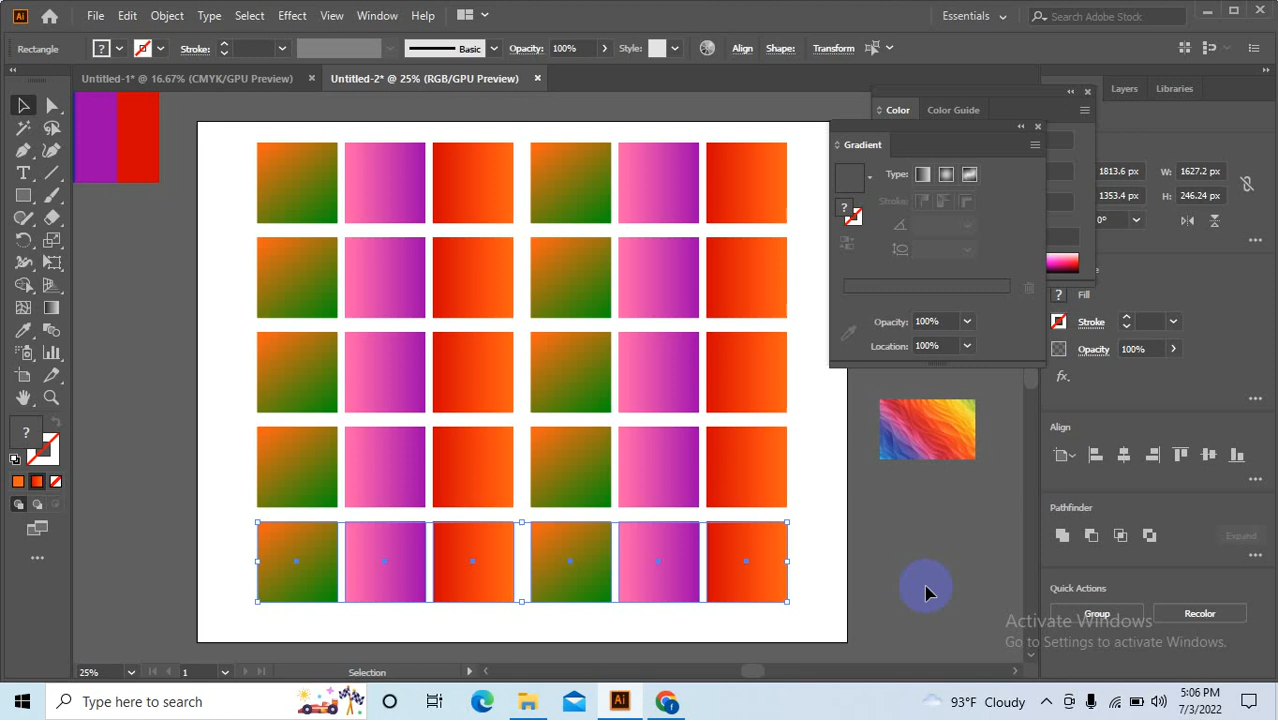 Ai File Edit Object Type Select Effect View Window Help Essentials Search Adobe Stock
Rectangle ? Stroke: Basic Opacity: 100% Style: Align Shape: Transform
Untitled-1* @ 16.67% (CMYK/GPU Preview) Untitled-2* @ 25% (RGB/GPU Preview)
Layers Libraries
Color Color Guide
Gradient
Type:
Stroke:
1813.6 px W: 1627.2 px
1353.4 px H: 246.24 px
0°
?
? Fill
Stroke
Opacity: 100%
Location: 100%
Opacity 100%
fx.
?
Align
Pathfinder
Expand
Quick Actions
Group Recolor
Activate Windows
Go to Settings to activate Windows.
25% 1 Selection
Type here to search Ai 93°F Cloudy 5:06 PM
7/3/2022